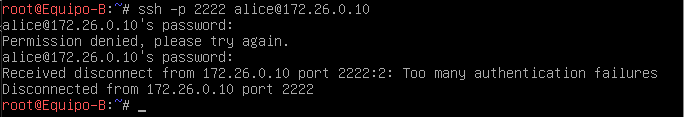 root@Equipo-B:~# ssh -p 2222 alice@172.26.0.10
alice@172.26.0.10's password:
Permission denied, please try again.
alice@172.26.0.10's password:
Received disconnect from 172.26.0.10 port 2222:2: Too many authentication failures
Disconnected from 172.26.0.10 port 2222
root@Equipo-B:~# _